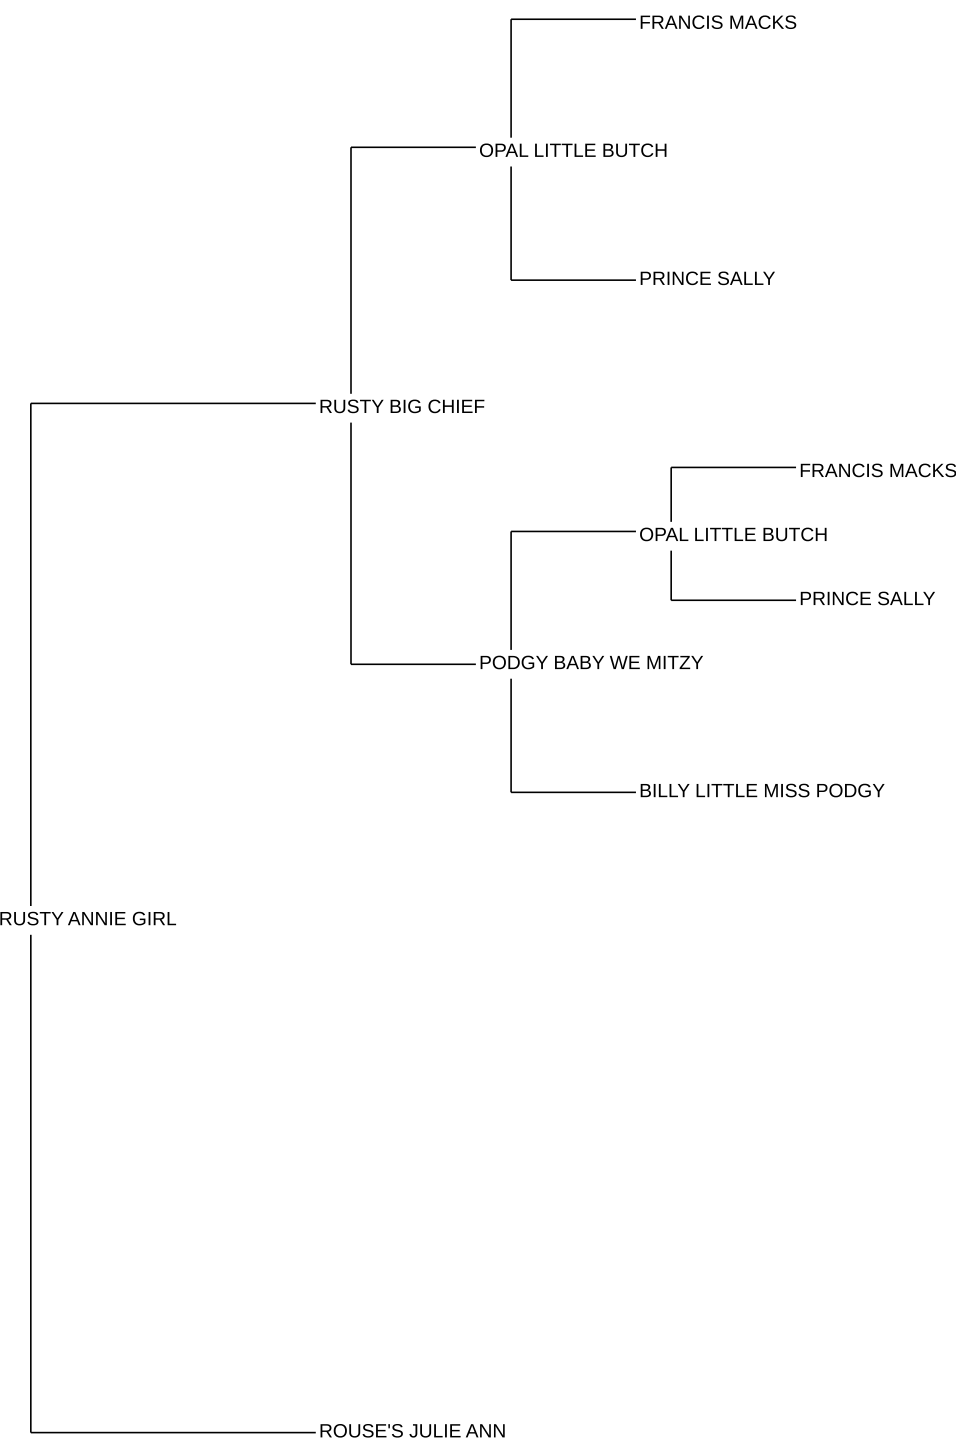 FRANCIS MACKS
OPAL LITTLE BUTCH
PRINCE SALLY
RUSTY BIG CHIEF
FRANCIS MACKS
OPAL LITTLE BUTCH
PRINCE SALLY
PODGY BABY WE MITZY
BILLY LITTLE MISS PODGY
RUSTY ANNIE GIRL
ROUSE'S JULIE ANN